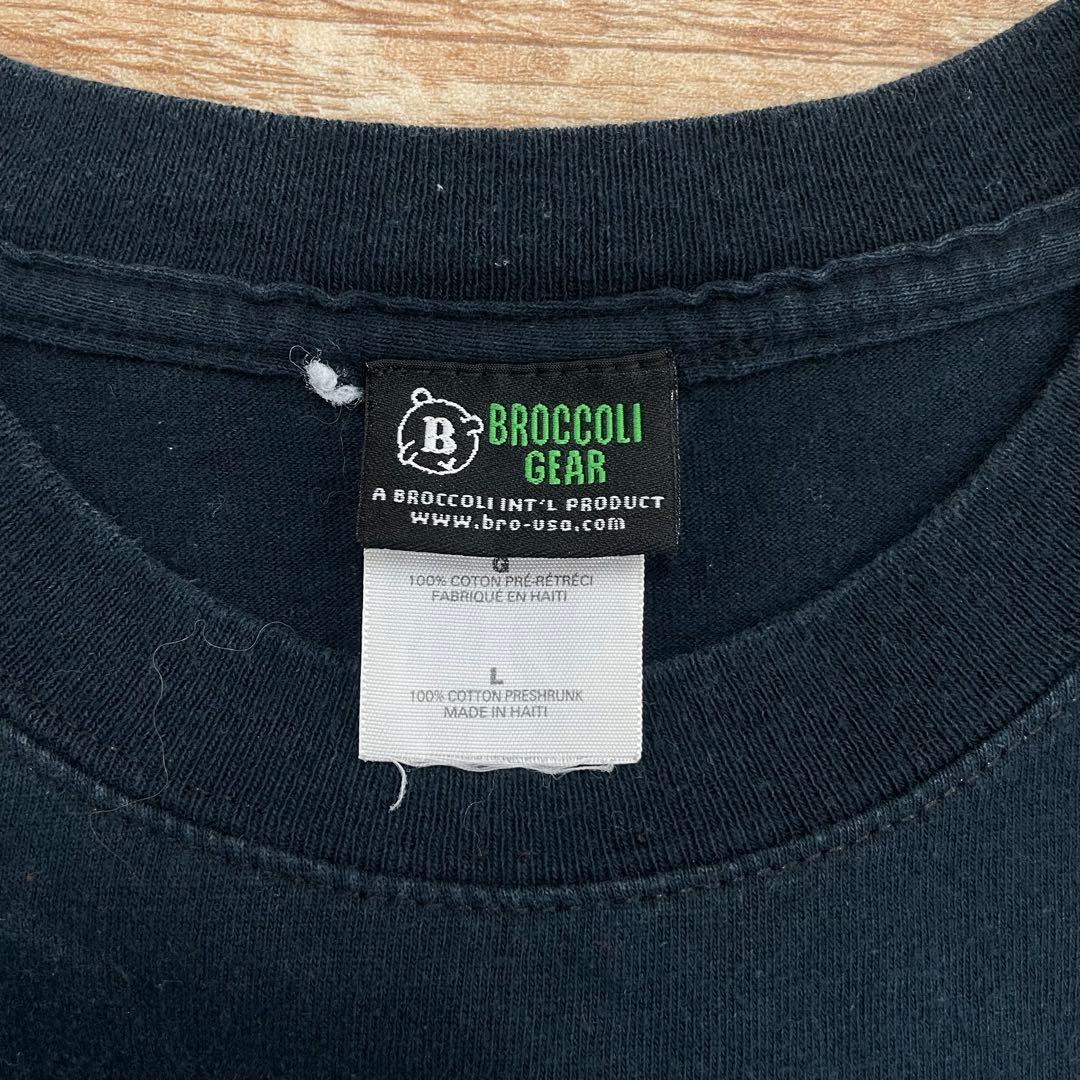 B BROCCOLI
GEAR
A BROCCOLI INT'L PRODUCT
www.bro-usa.com
G
100% COTON PRÉ-RÉTRÉCI
FABRIQUÉ EN HAITI
L
100% COTTON PRESHRUNK
MADE IN HAITI